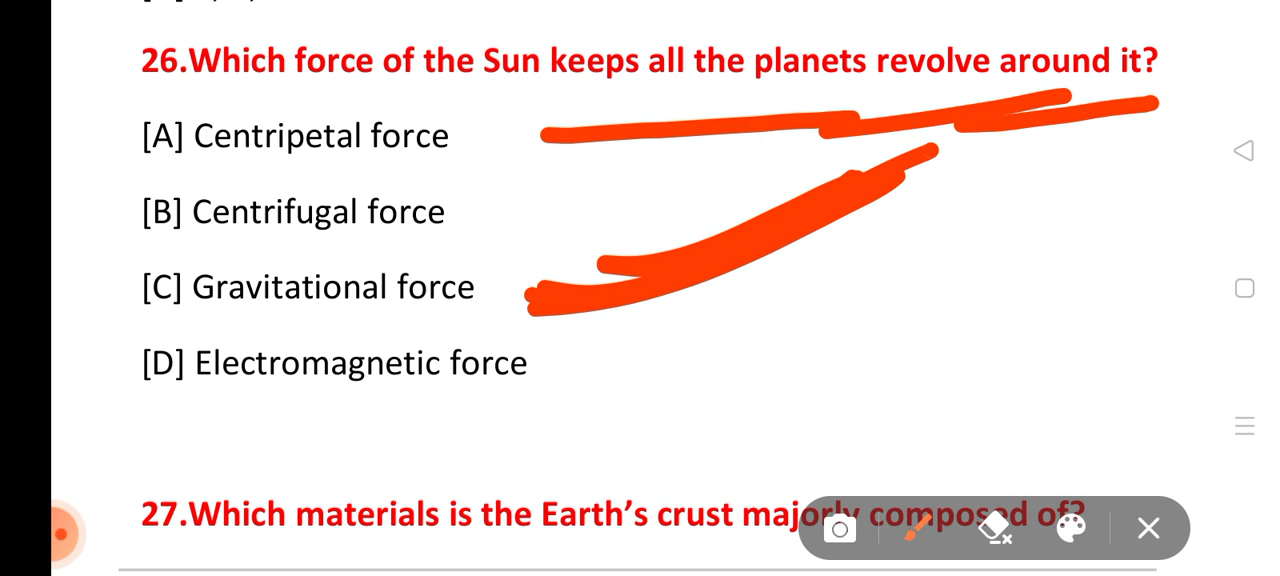 26.Which force of the Sun keeps all the planets revolve around it?
[A] Centripetal force
[B] Centrifugal force
[C] Gravitational force
[D] Electromagnetic force
27.Which materials is the Earth's crust majorly composed of?